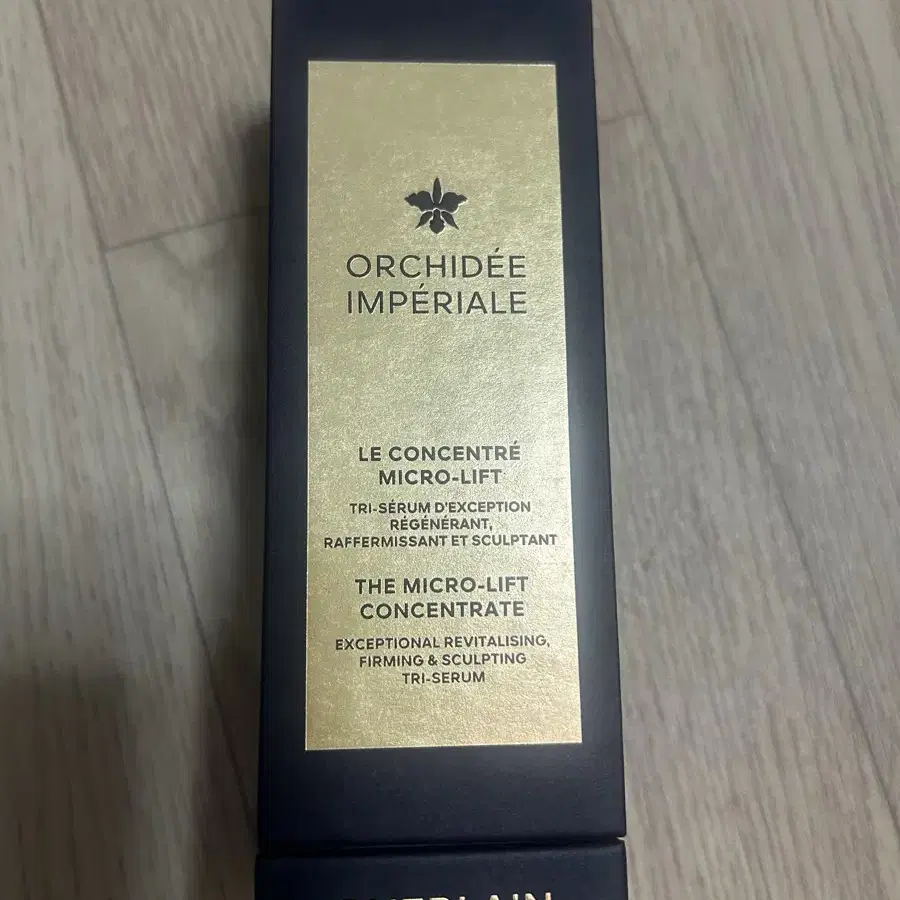 ORCHIDÉE
IMPÉRIALE
LE CONCENTRÉ
MICRO-LIFT
TRI-SÉRUM D'EXCEPTION
RÉGÉNÉRANT,
RAFFERMISSANT ET SCULPTANT
THE MICRO-LIFT
CONCENTRATE
EXCEPTIONAL REVITALISING,
FIRMING & SCULPTING
TRI-SERUM